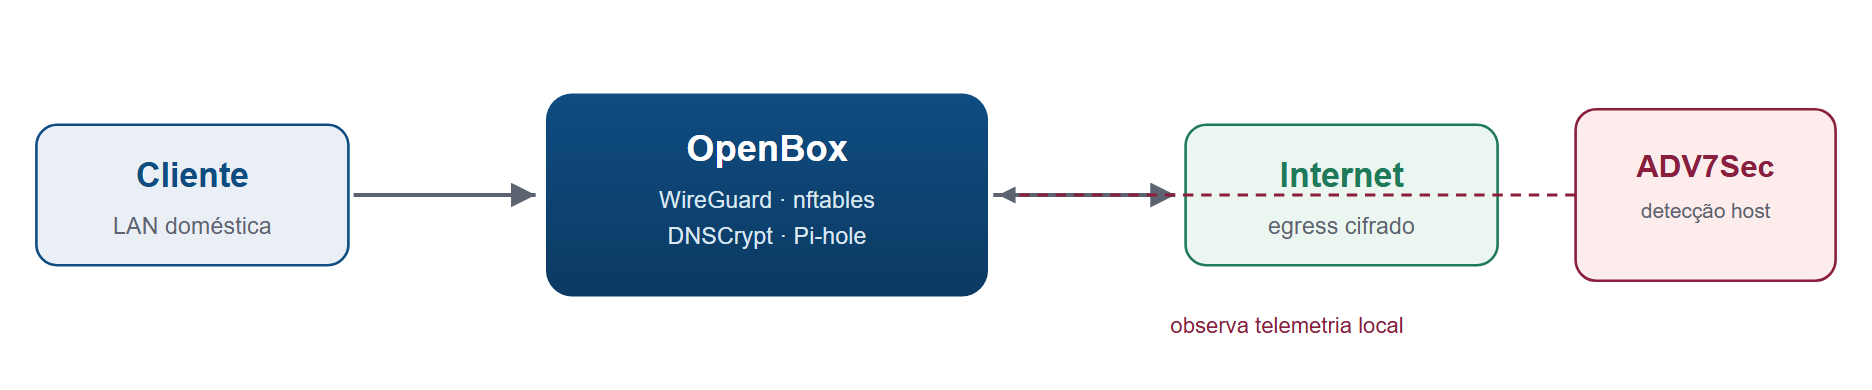 Cliente
LAN doméstica
OpenBox
WireGuard · nftables
DNSCrypt · Pi-hole
Internet
egress cifrado
ADV7Sec
detecção host
observa telemetria local